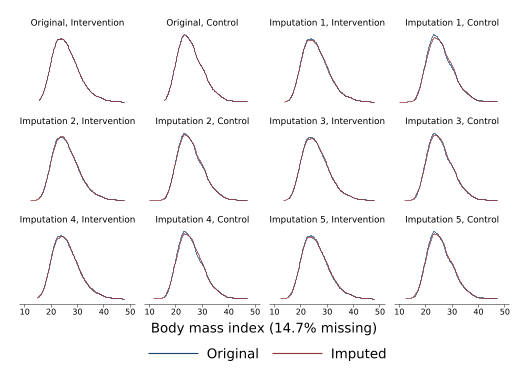 Original, Intervention
Original, Control
Imputation 1, Intervention
Imputation 1, Control
Imputation 2, Intervention
Imputation 2, Control
Imputation 3, Intervention
Imputation 3, Control
Imputation 4, Intervention
Imputation 4, Control
Imputation 5, Intervention
Imputation 5, Control
10 20 30 40 50 10 20 30 40 50 10 20 30 40 50 10 20 30 40 50
Body mass index (14.7% missing)
Original Imputed